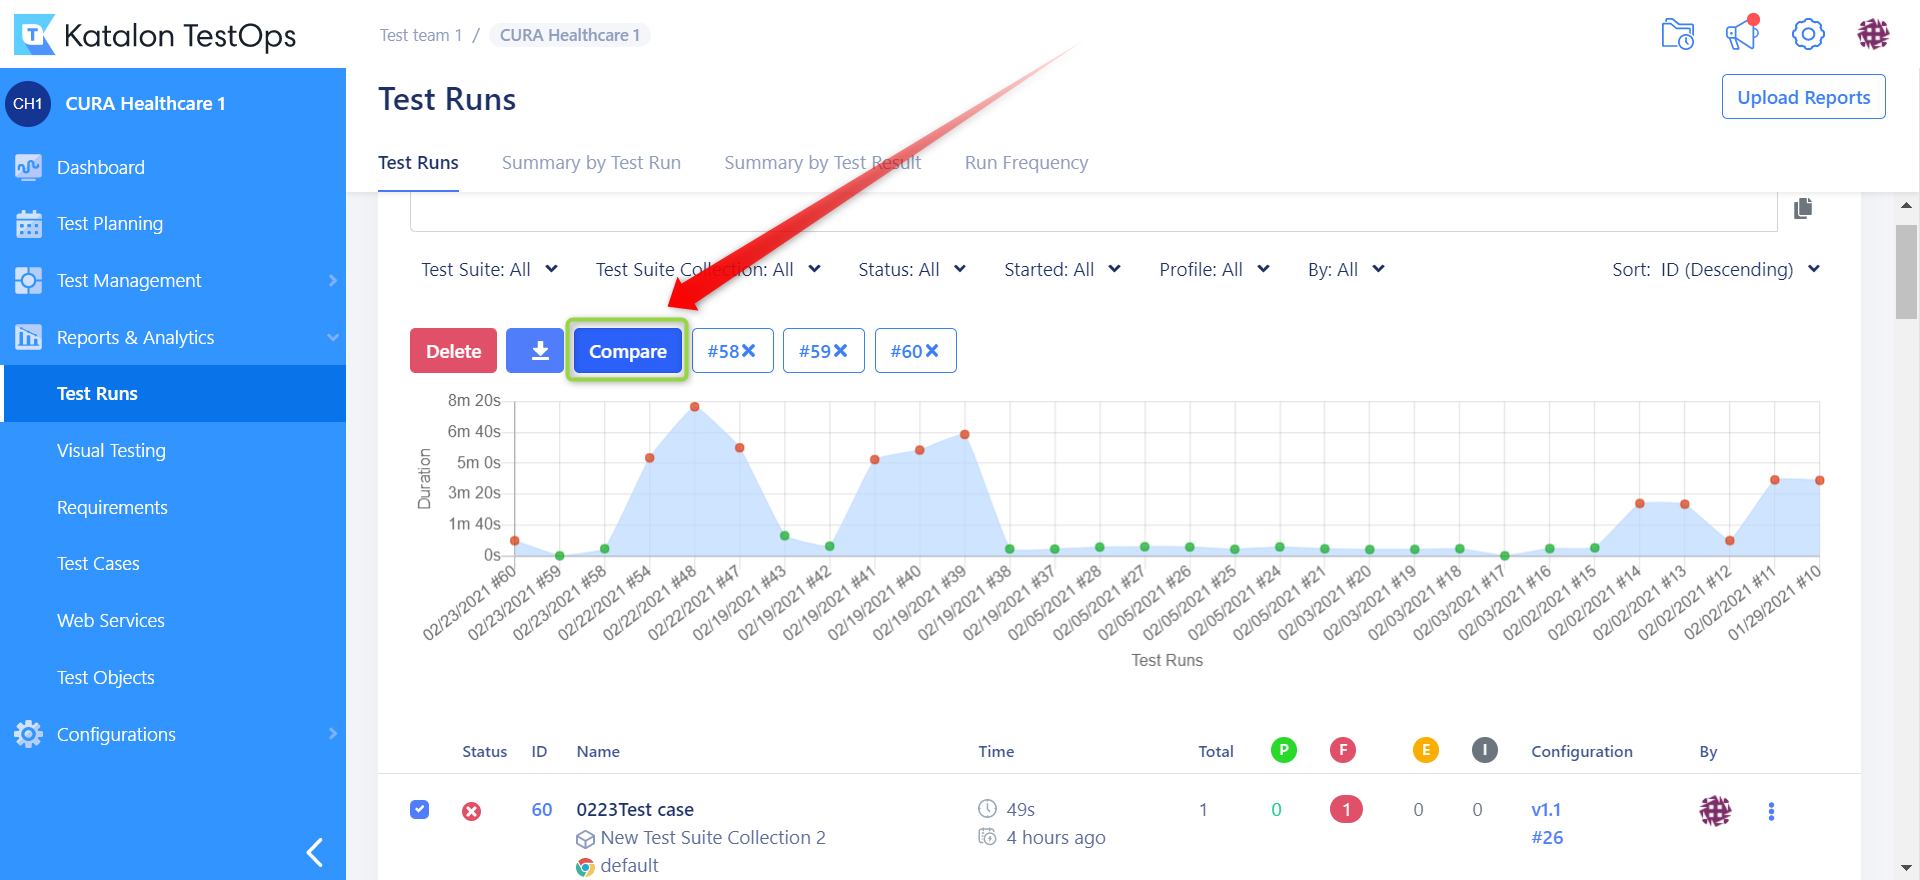 Katalon TestOps
Test team 1 / CURA Healthcare 1
CH1 CURA Healthcare 1
Dashboard
Test Planning
Test Management
Reports & Analytics
Test Runs
Visual Testing
Requirements
Test Cases
Web Services
Test Objects
Configurations
Test Runs
Upload Reports
Test Runs Summary by Test Run Summary by Test Result Run Frequency
Test Suite: All Test Suite Collection: All Status: All Started: All Profile: All By: All Sort: ID (Descending)
Delete Compare #58 #59 #60
Duration
8m 20s
6m 40s
5m 0s
3m 20s
1m 40s
0s
02/23/2021 #60
02/23/2021 #59
02/23/2021 #58
02/22/2021 #54
02/22/2021 #48
02/22/2021 #47
02/19/2021 #43
02/19/2021 #42
02/19/2021 #41
02/19/2021 #40
02/19/2021 #39
02/19/2021 #38
02/19/2021 #37
02/05/2021 #28
02/05/2021 #27
02/05/2021 #26
02/05/2021 #25
02/05/2021 #24
02/05/2021 #21
02/03/2021 #20
02/03/2021 #19
02/03/2021 #18
02/03/2021 #17
02/03/2021 #16
02/02/2021 #15
02/02/2021 #14
02/02/2021 #13
02/02/2021 #12
02/02/2021 #11
01/29/2021 #10
Test Runs
Status ID Name Time Total P F E I Configuration By
60 0223Test case 49s 1 0 1 0 0 v1.1
New Test Suite Collection 2 4 hours ago #26
default